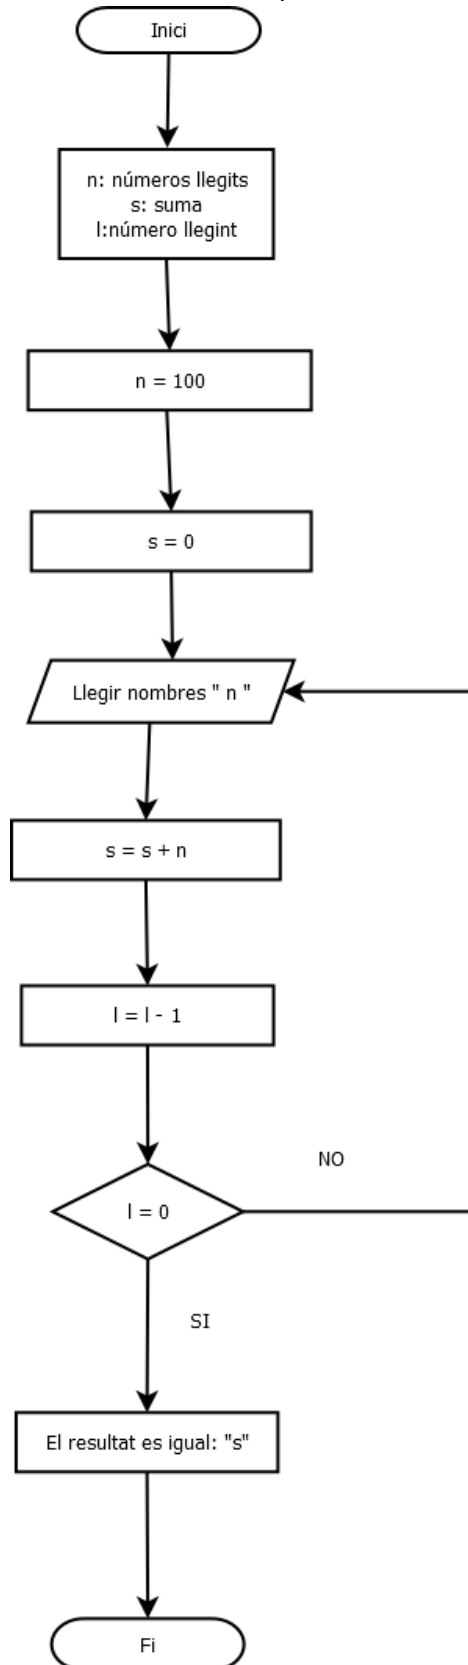 Inici
n: números llegits
s: suma
l:número llegint
n = 100
s = 0
Llegir nombres " n "
s = s + n
l = l - 1
NO
l = 0
SI
El resultat es igual: "s"
Fi